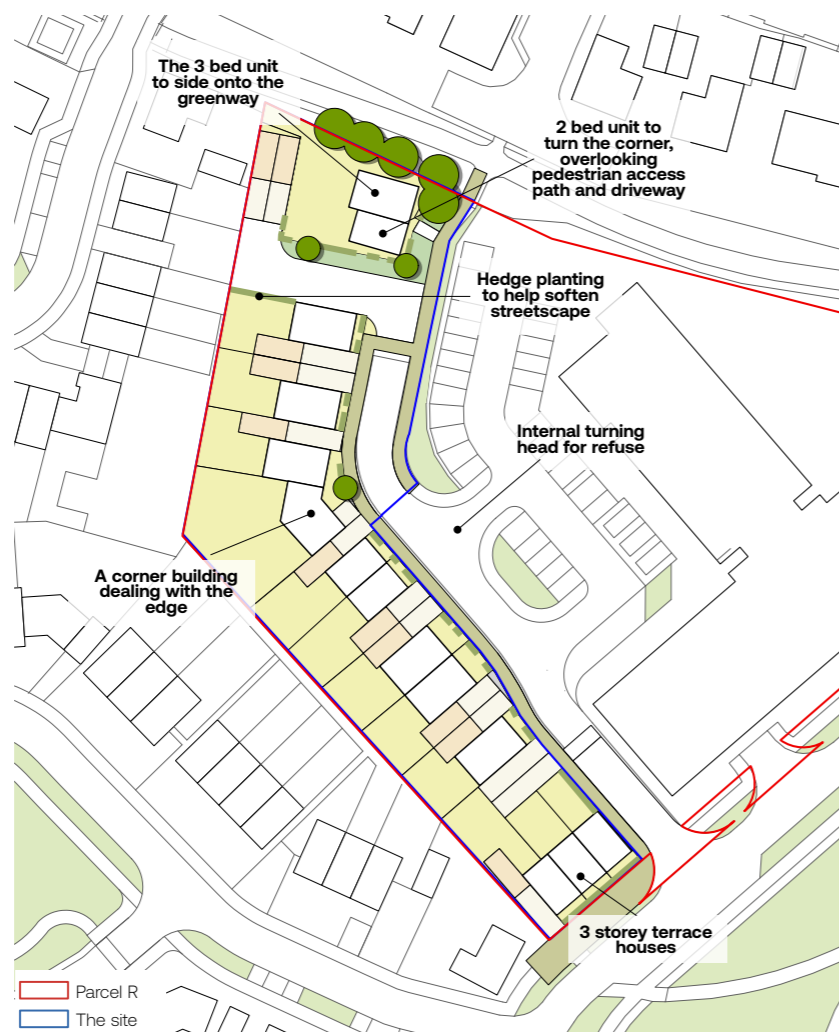 The 3 bed unit
to side onto the
greenway
2 bed unit to
turn the corner,
overlooking
pedestrian access
path and driveway
Hedge planting
to help soften
streetscape
Internal turning
head for refuse
A corner building
dealing with the
edge
3 storey terrace
houses
Parcel R
The site